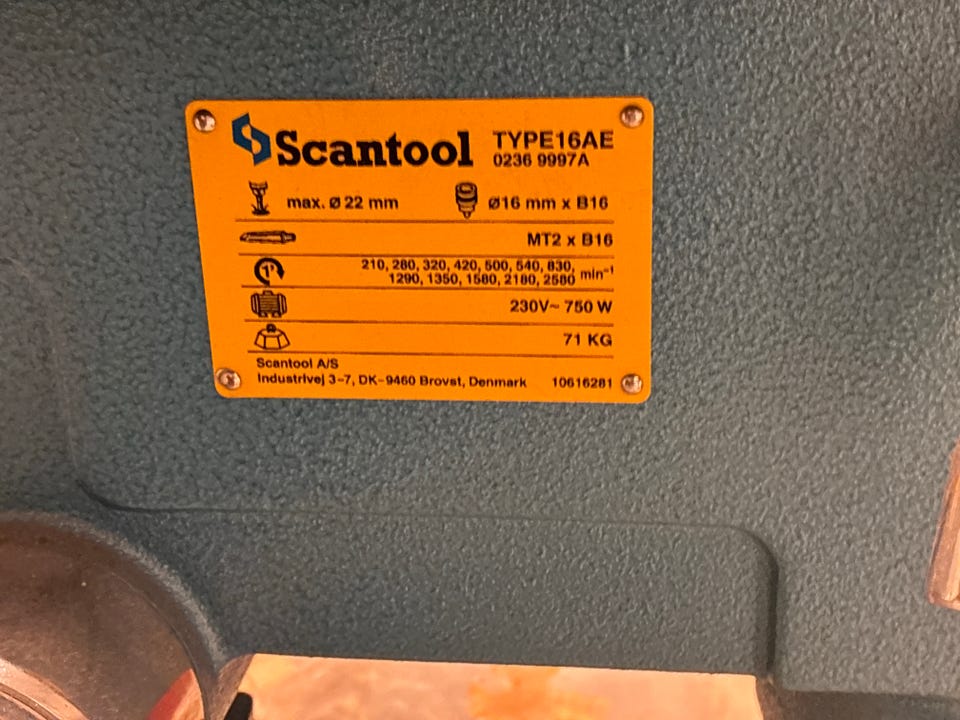 Scantool TYPE16AE
0236 9997A
max. ø 22 mm ø16 mm x B16
MT2 x B16
1'
210, 280, 320, 420, 500, 540, 830,
1290, 1350, 1580, 2180, 2580 min⁻¹
230V~ 750 W
71 KG
Scantool A/S
Industrivej 3-7, DK-9460 Brovst, Denmark 10616281